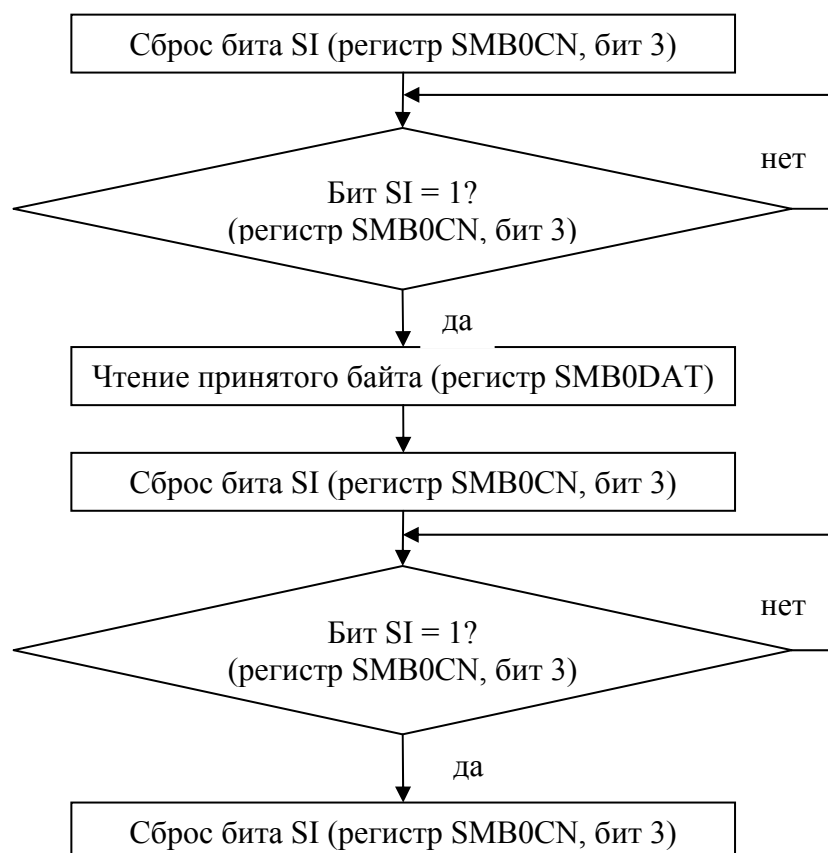 Сброс бита SI (регистр SMB0CN, бит 3)
нет
Бит SI = 1?
(регистр SMB0CN, бит 3)
да
Чтение принятого байта (регистр SMB0DAT)
Сброс бита SI (регистр SMB0CN, бит 3)
нет
Бит SI = 1?
(регистр SMB0CN, бит 3)
да
Сброс бита SI (регистр SMB0CN, бит 3)